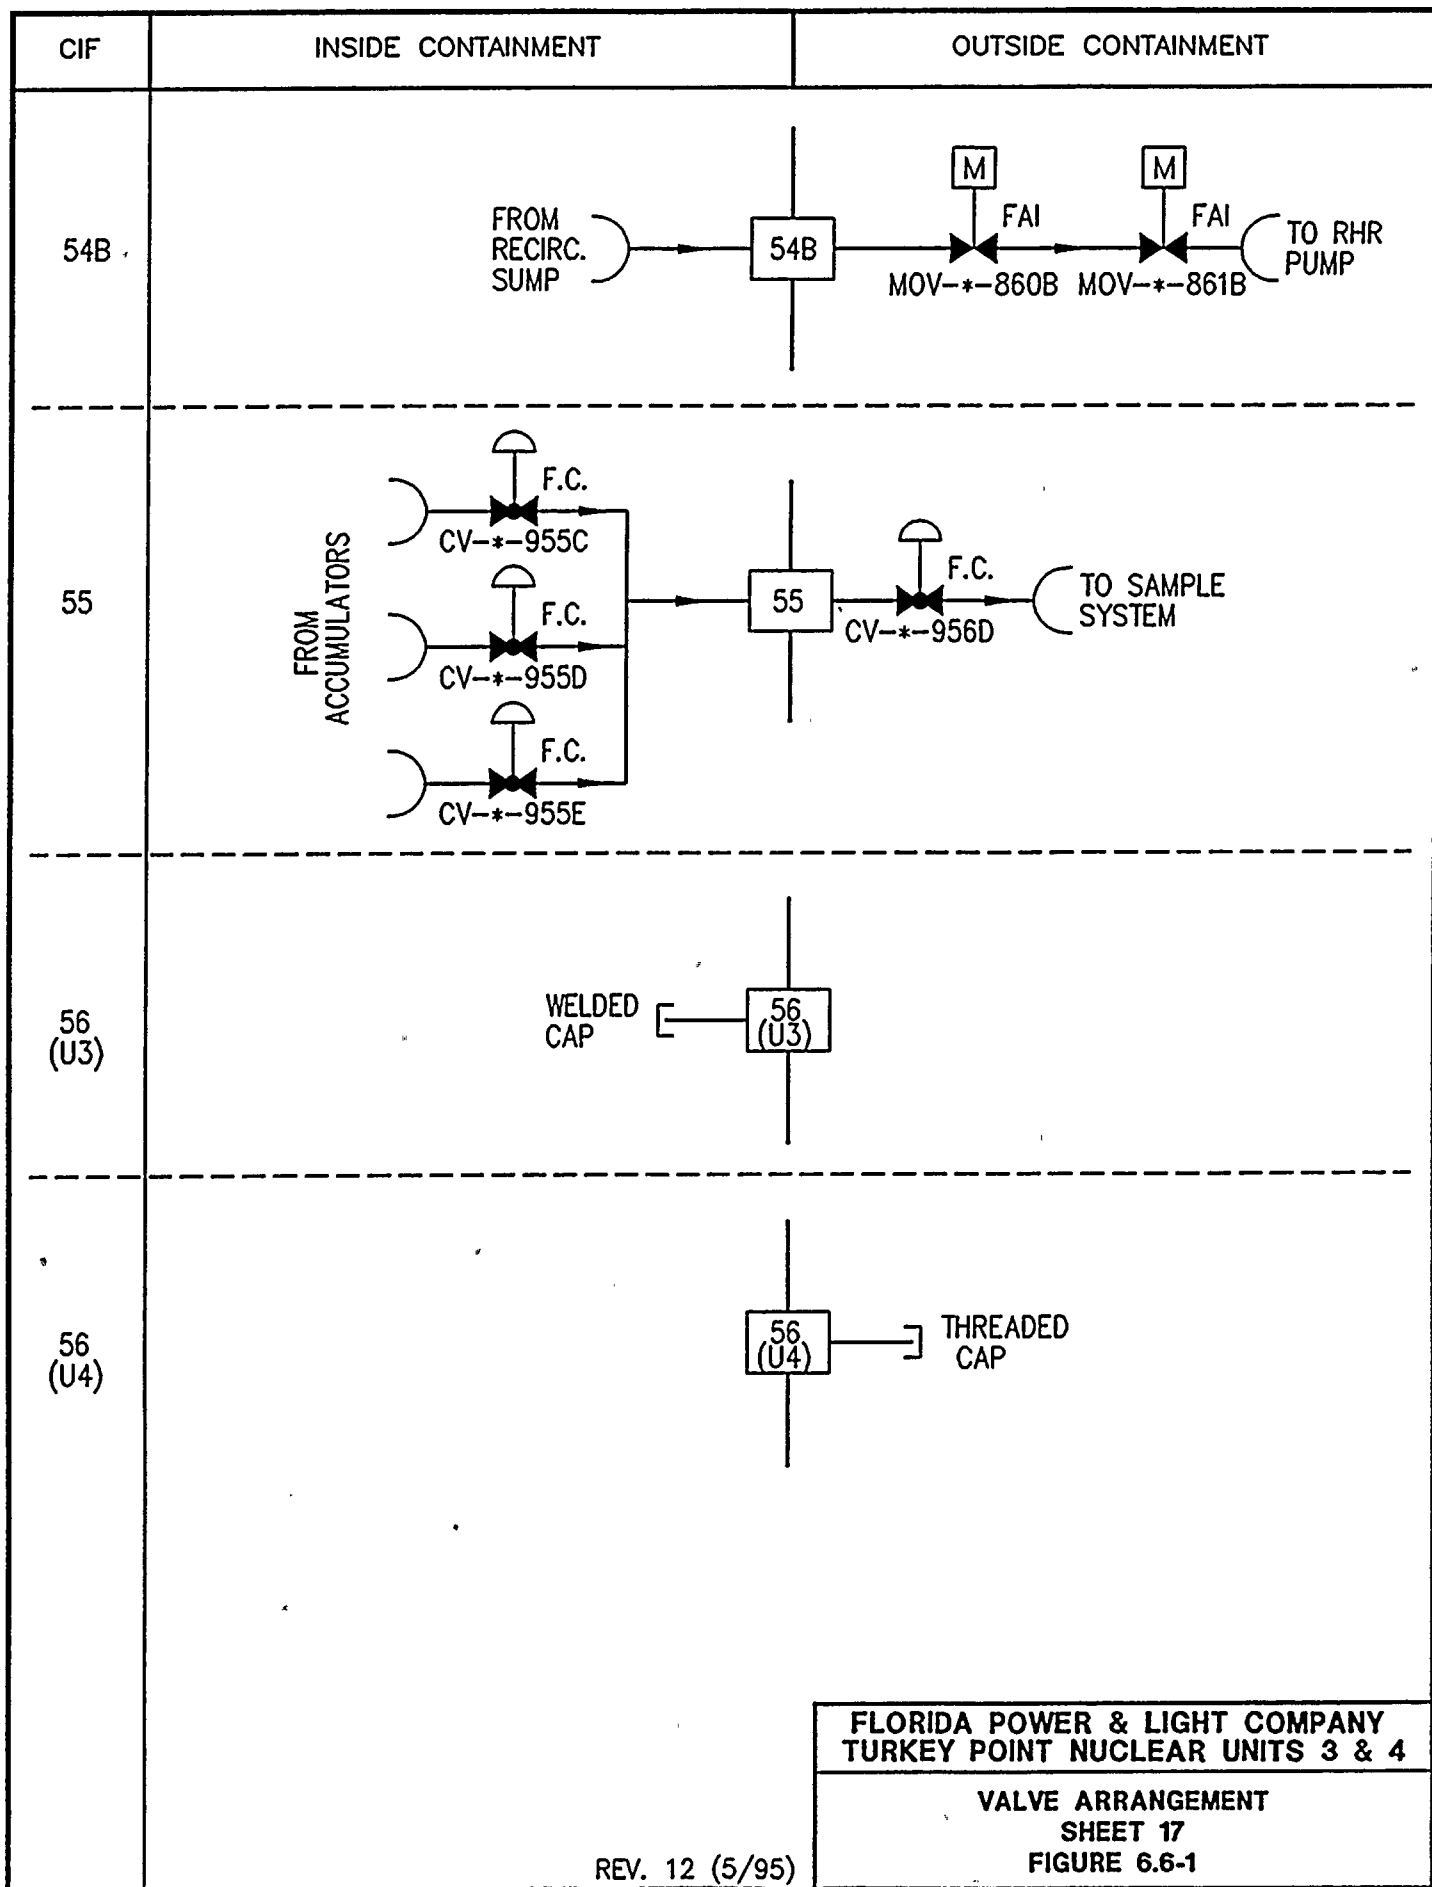 CIF
INSIDE CONTAINMENT
OUTSIDE CONTAINMENT
54B
FROM
RECIRC.
SUMP
54B
M
FAI
MOV-*-860B
M
FAI
MOV-*-861B
TO RHR
PUMP
55
FROM
ACCUMULATORS
F.C.
CV-*-955C
F.C.
CV-*-955D
F.C.
CV-*-955E
55
F.C.
CV-*-956D
TO SAMPLE
SYSTEM
56
(U3)
WELDED
CAP
56
(U3)
56
(U4)
56
(U4)
THREADED
CAP
FLORIDA POWER & LIGHT COMPANY
TURKEY POINT NUCLEAR UNITS 3 & 4
VALVE ARRANGEMENT
SHEET 17
FIGURE 6.6-1
REV. 12 (5/95)